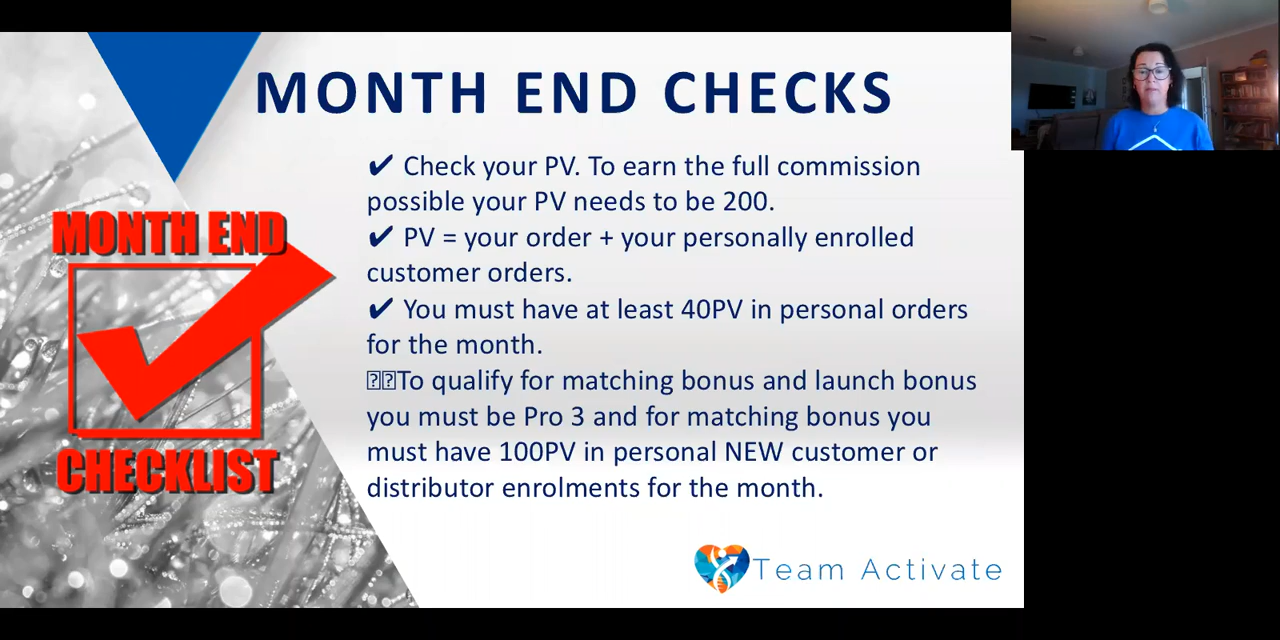 MONTH END CHECKS
✔ Check your PV. To earn the full commission
possible your PV needs to be 200.
✔ PV = your order + your personally enrolled
customer orders.
✔ You must have at least 40PV in personal orders
for the month.
⍰⍰To qualify for matching bonus and launch bonus
you must be Pro 3 and for matching bonus you
must have 100PV in personal NEW customer or
distributor enrolments for the month.
MONTH END
CHECKLIST
Team Activate